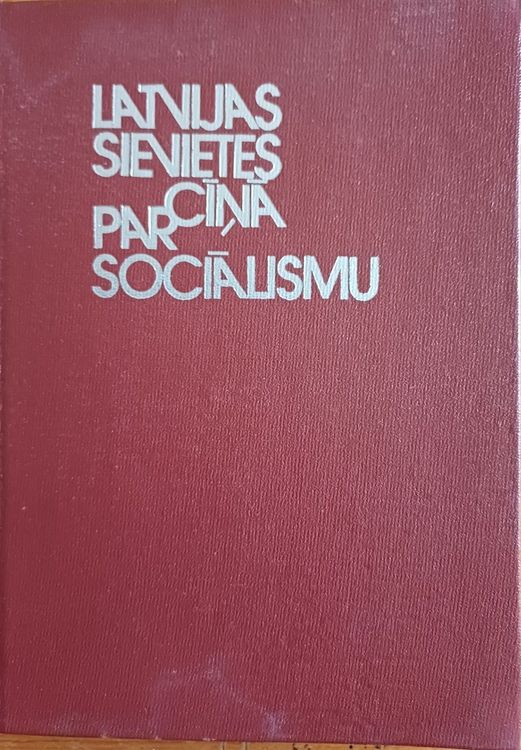 LATVIJAS
SIEVIETES
CĪŅĀ
PAR
SOCIĀLISMU